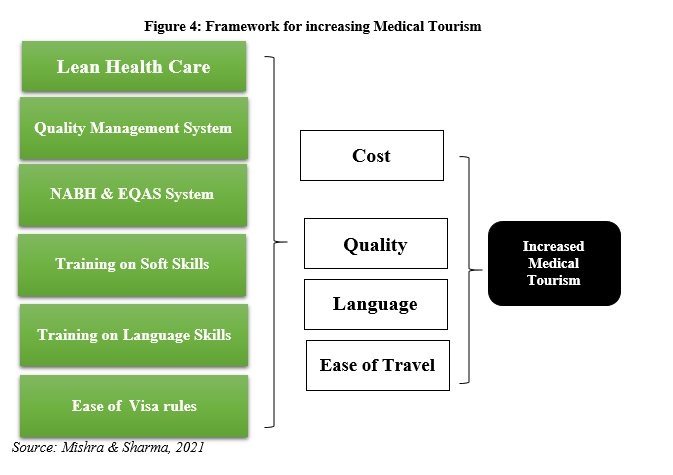 Figure 4: Framework for increasing Medical Tourism
Lean Health Care
Quality Management System
NABH & EQAS System
Training on Soft Skills
Training on Language Skills
Ease of Visa rules
Cost
Quality
Language
Ease of Travel
Increased
Medical
Tourism
Source: Mishra & Sharma, 2021